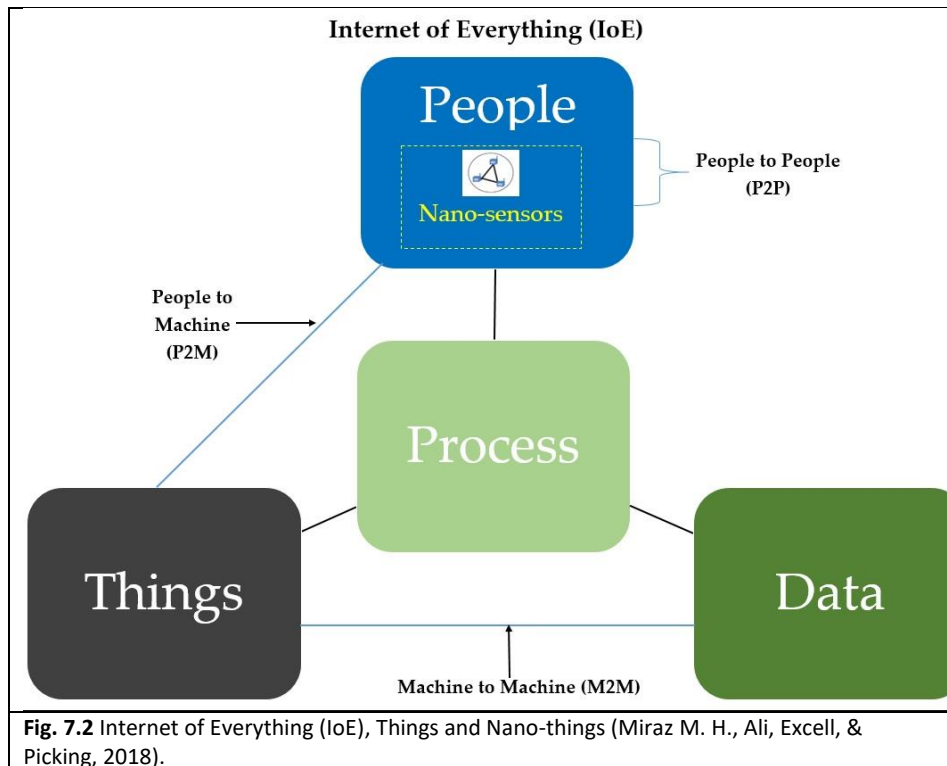 Internet of Everything (IoE)
People
Nano-sensors
People to People
(P2P)
People to
Machine
(P2M)
Process
Things
Data
Machine to Machine (M2M)
Fig. 7.2 Internet of Everything (IoE), Things and Nano-things (Miraz M. H., Ali, Excell, &
Picking, 2018).